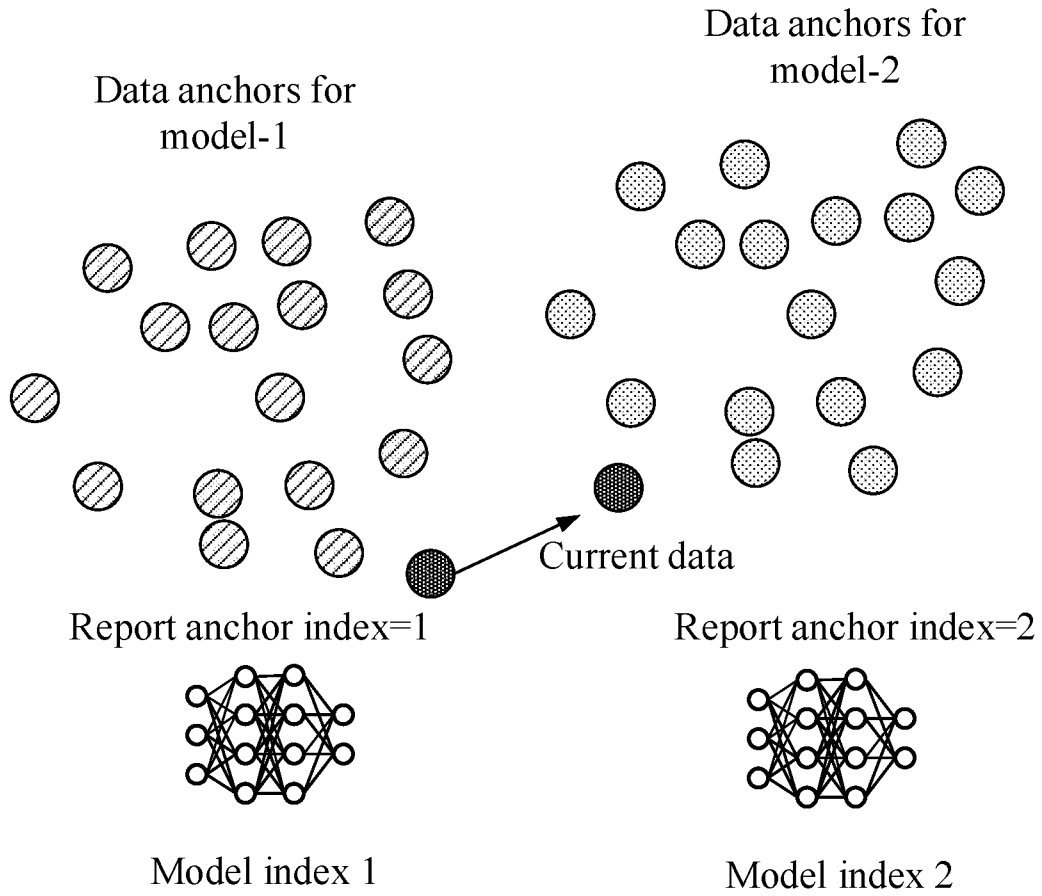 Data anchors for
model-1
Data anchors for
model-2
Current data
Report anchor index=1
Report anchor index=2
Model index 1
Model index 2